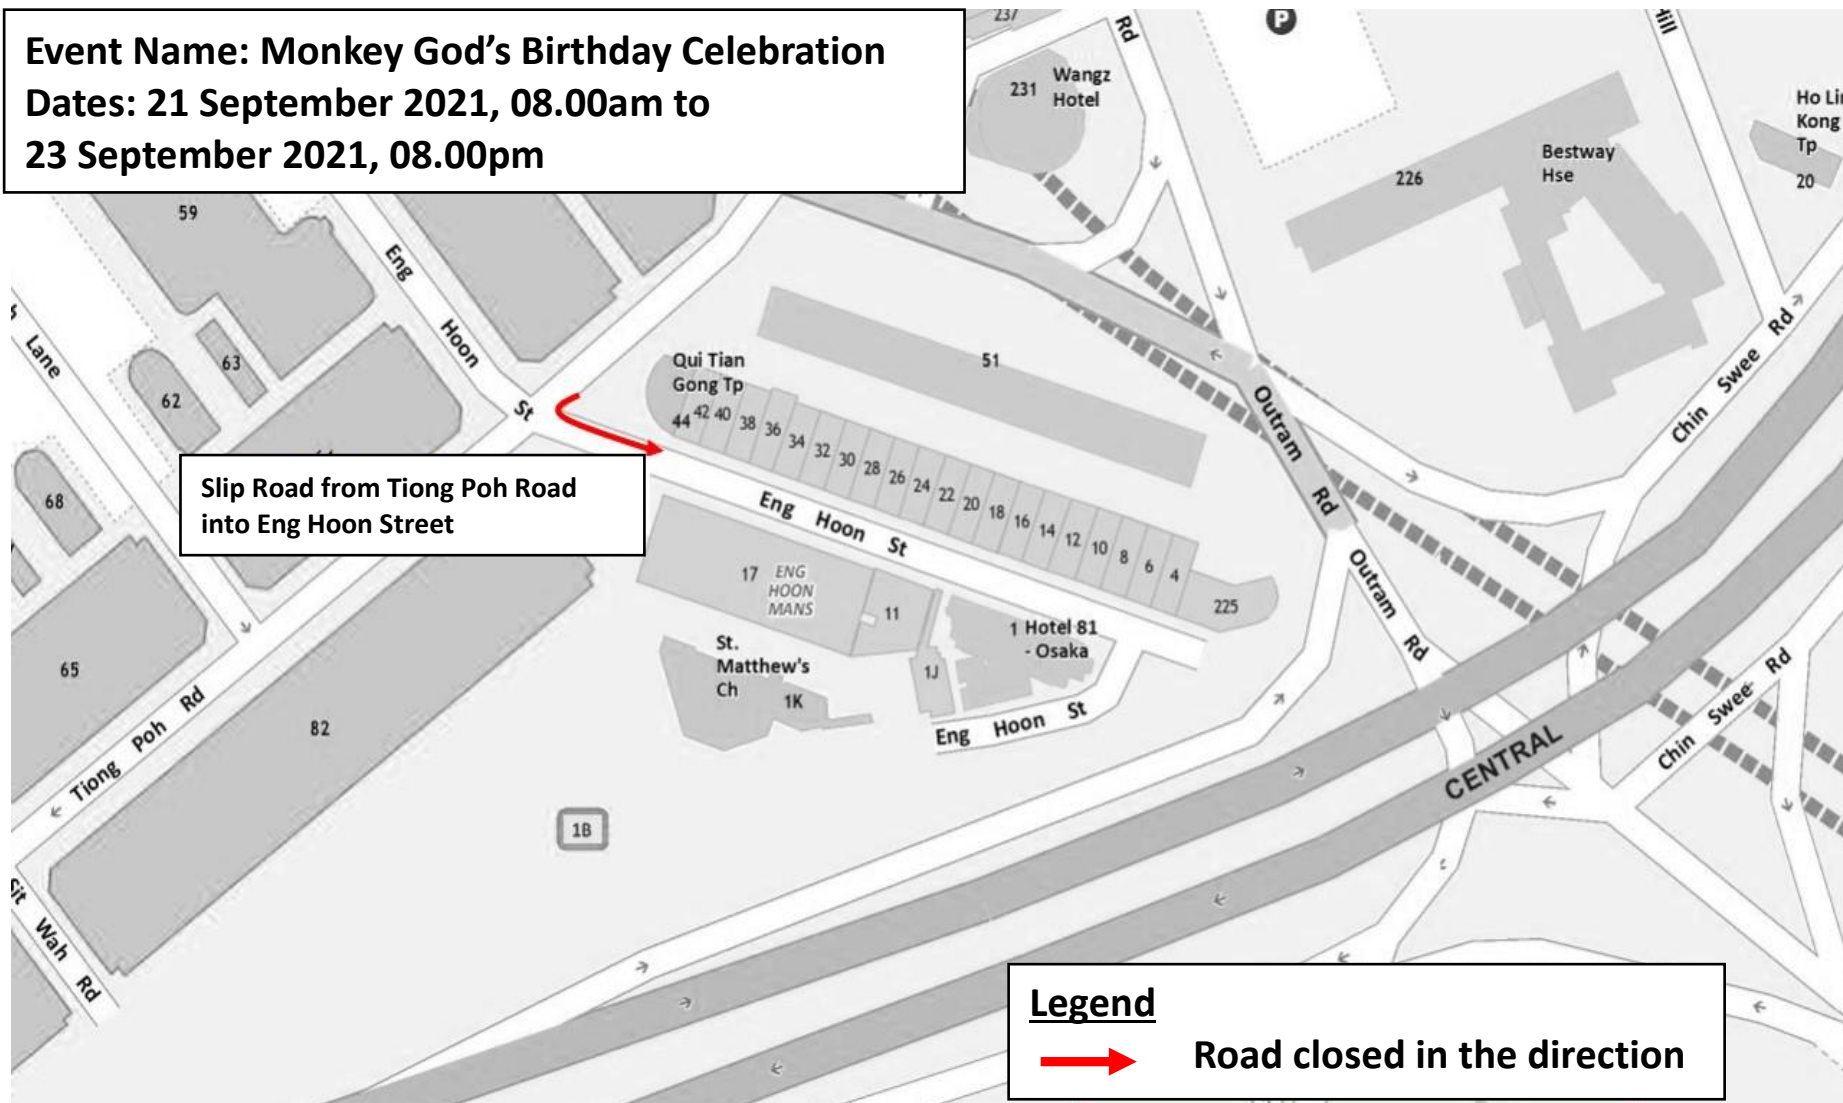 Event Name: Monkey God's Birthday Celebration
Dates: 21 September 2021, 08.00am to
23 September 2021, 08.00pm
237
Rd
P
Hill
231
Wangz
Hotel
Bestway
Hse
226
Kong
Tp
20
59
Eng
Hoon
St
Lane
63
62
68
Qui Tian
Gong Tp
51
44
42
40
38
36
34
32
30
28
26
24
22
20
18
16
14
12
10
8
6
4
225
Outram
Rd
Chin Swee Rd
Slip Road from Tiong Poh Road
into Eng Hoon Street
Eng Hoon St
Outram Rd
17
ENG
HOON
MANS
11
1
Hotel 81
- Osaka
St.
Matthew's
Ch
1K
1J
Eng Hoon St
65
82
Tiong Poh Rd
Chin Swee Rd
CENTRAL
1B
Sit Wah Rd
Legend
Road closed in the direction